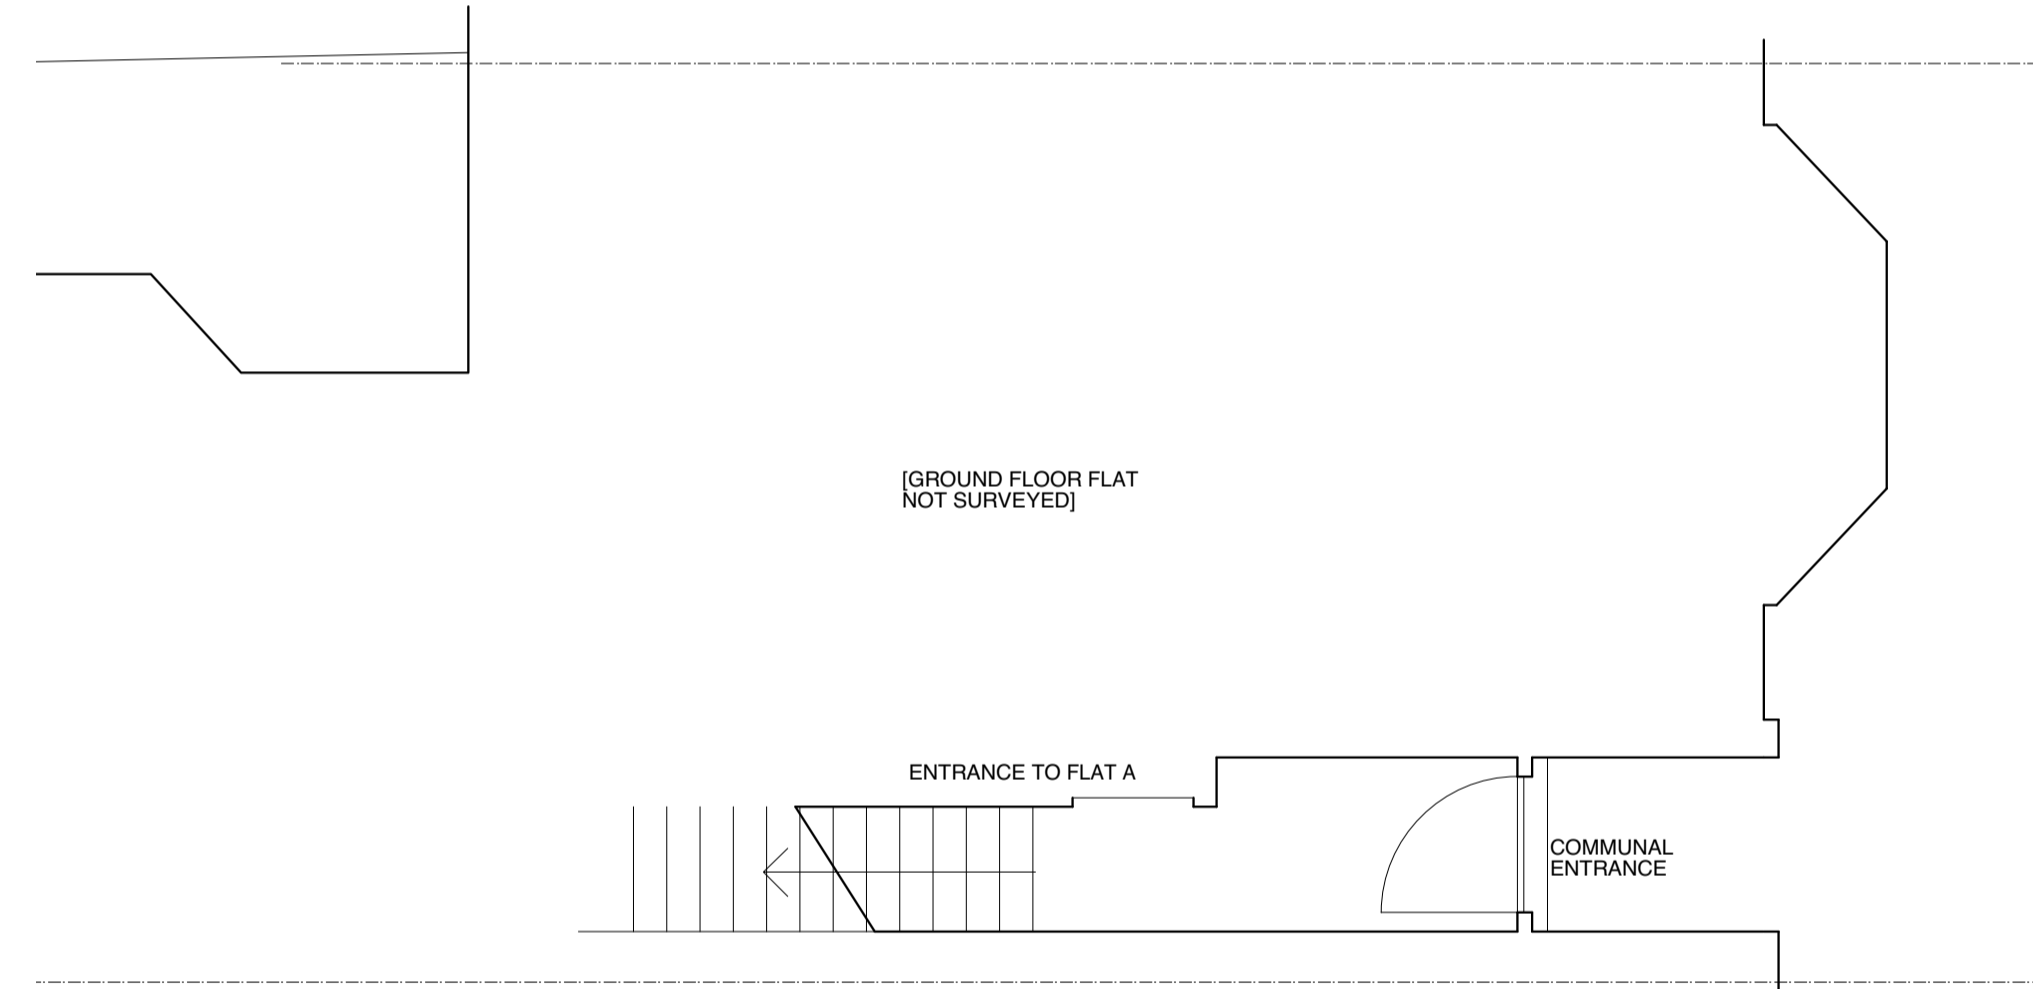 [GROUND FLOOR FLAT
NOT SURVEYED]
ENTRANCE TO FLAT A
COMMUNAL
ENTRANCE